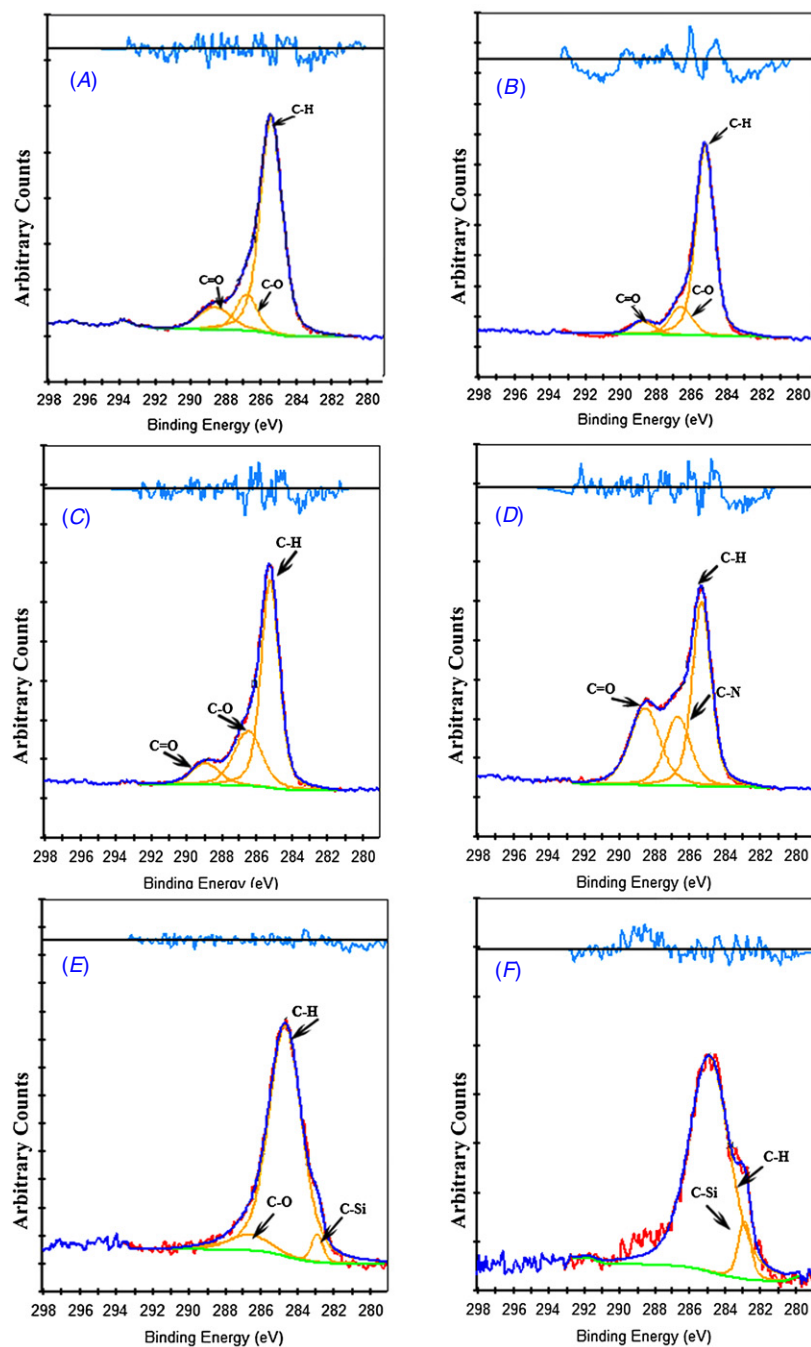 (A)
C-H
C=O
C-O
Arbitrary Counts
298 296 294 292 290 288 286 284 282 280
Binding Energy (eV)
(B)
C-H
C=O
C-O
Arbitrary Counts
298 296 294 292 290 288 286 284 282 280
Binding Energy (eV)
(C)
C-H
C-O
C=O
Arbitrary Counts
298 296 294 292 290 288 286 284 282 280
Binding Energy (eV)
(D)
C-H
C=O
C-N
Arbitrary Counts
298 296 294 292 290 288 286 284 282 280
Binding Energy (eV)
(E)
C-H
C-O
C-Si
Arbitrary Counts
298 296 294 292 290 288 286 284 282 280
Binding Energy (eV)
(F)
C-H
C-Si
Arbitrary Counts
298 296 294 292 290 288 286 284 282 280
Binding Energy (eV)